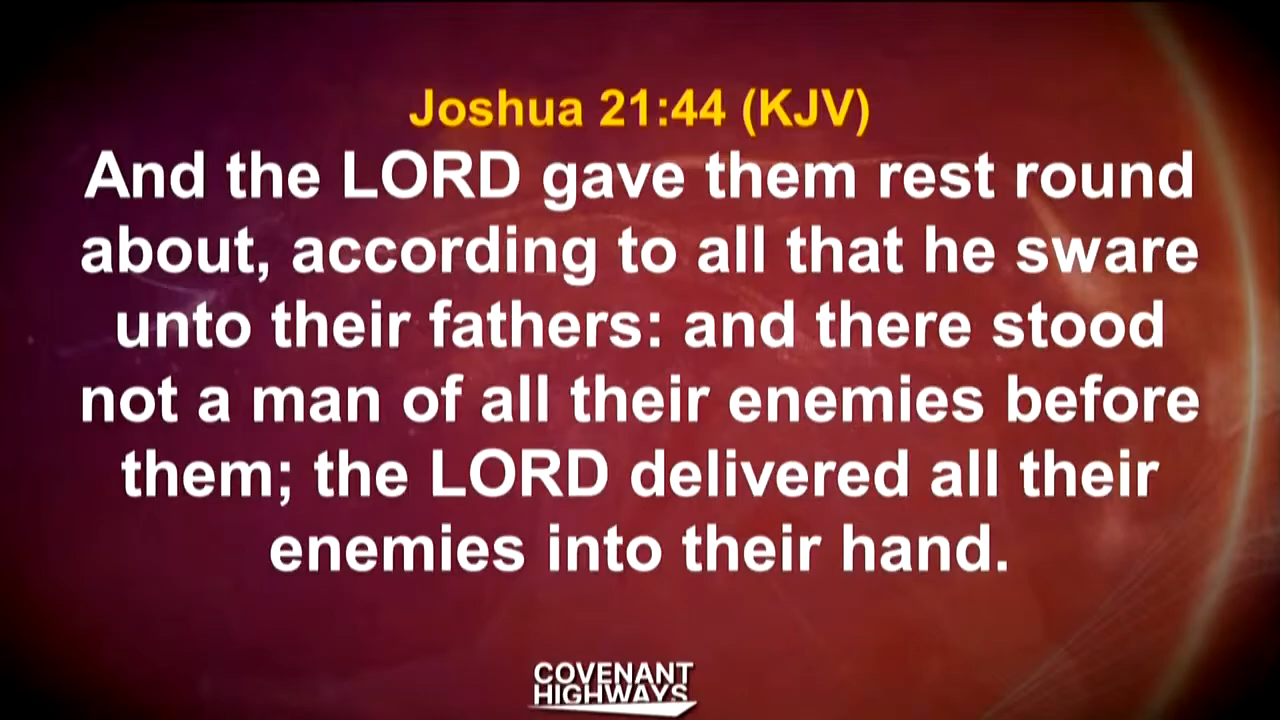 Joshua 21:44 (KJV)
And the LORD gave them rest round
about, according to all that he sware
unto their fathers: and there stood
not a man of all their enemies before
them; the LORD delivered all their
enemies into their hand.
COVENANT
HIGHWAYS